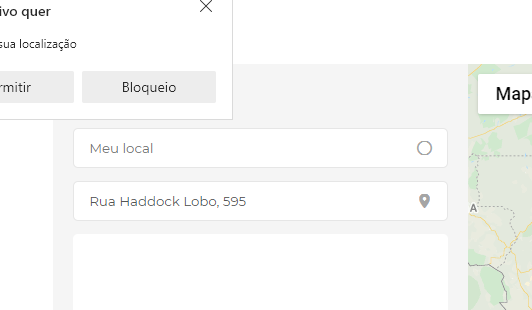 ivo quer
sua localização
rmitir
Bloqueio
Map
Meu local
Rua Haddock Lobo, 595
A